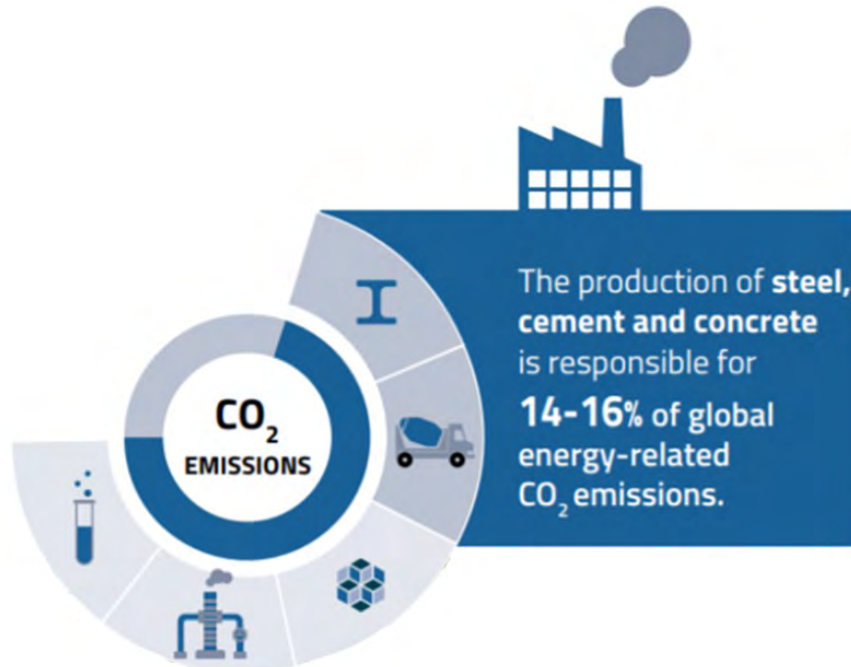 CO₂
EMISSIONS
The production of steel,
cement and concrete
is responsible for
14-16% of global
energy-related
CO₂ emissions.